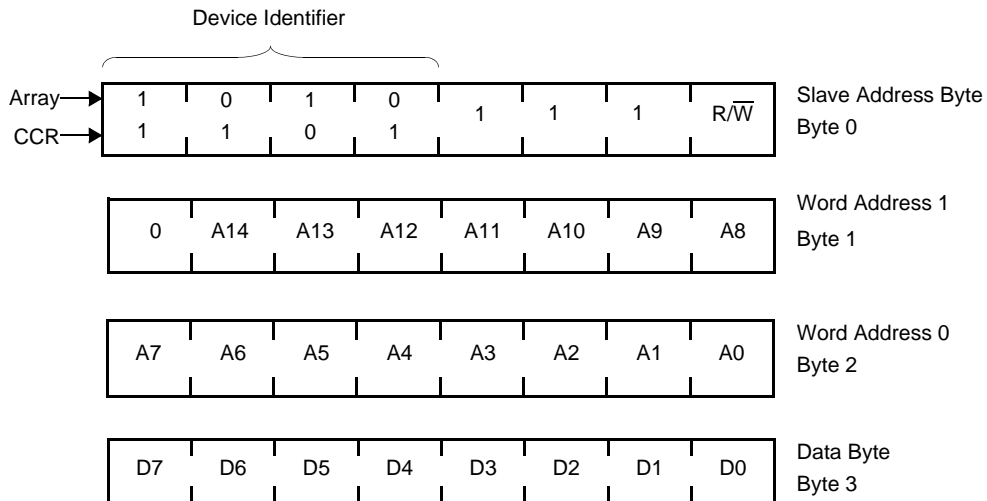 Device Identifier
Array 1 0 1 0 1 1 1 R/W̅ Slave Address Byte
CCR 1 1 0 1 Byte 0
0 A14 A13 A12 A11 A10 A9 A8 Word Address 1
Byte 1
A7 A6 A5 A4 A3 A2 A1 A0 Word Address 0
Byte 2
D7 D6 D5 D4 D3 D2 D1 D0 Data Byte
Byte 3